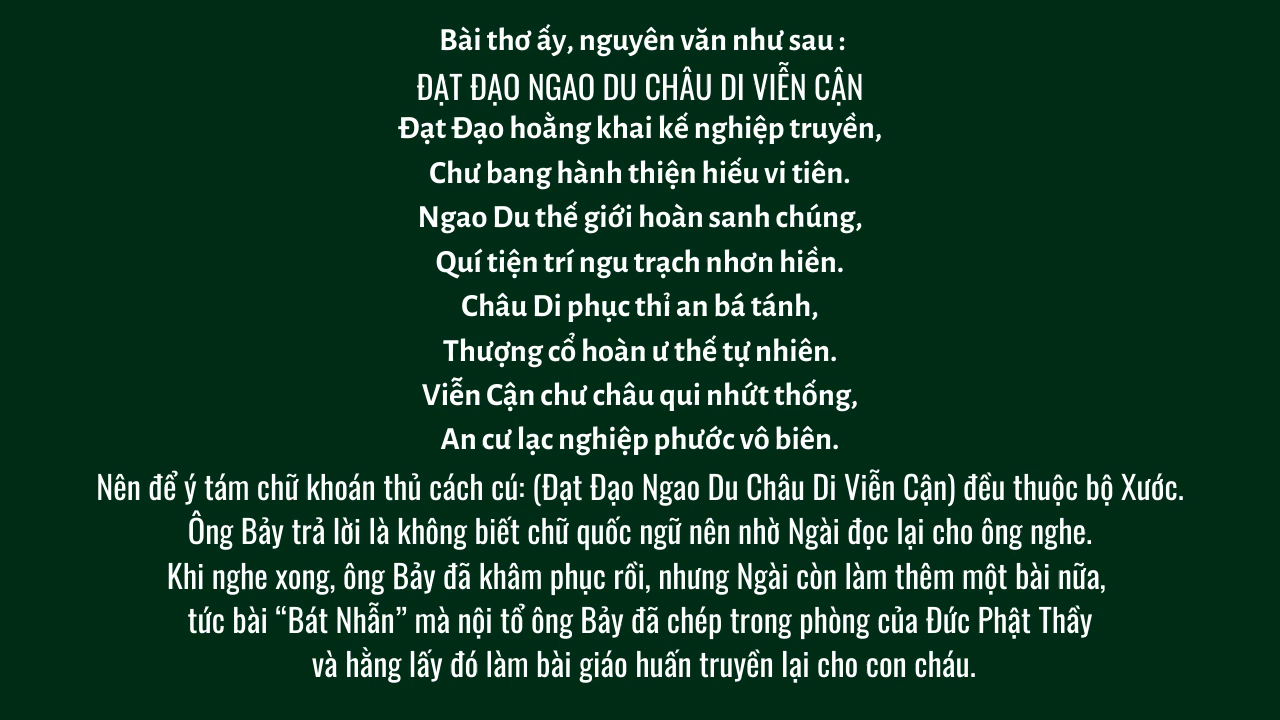 Bài thơ ấy, nguyên văn như sau :
ĐẠT ĐẠO NGAO DU CHÂU DI VIỄN CẬN
Đạt Đạo hoằng khai kế nghiệp truyền,
Chư bang hành thiện hiếu vi tiên.
Ngao Du thế giới hoàn sanh chúng,
Quí tiện trí ngu trạch nhơn hiền.
Châu Di phục thỉ an bá tánh,
Thượng cổ hoàn ư thế tự nhiên.
Viễn Cận chư châu qui nhứt thống,
An cư lạc nghiệp phước vô biên.
Nên để ý tám chữ khoán thủ cách cú: (Đạt Đạo Ngao Du Châu Di Viễn Cận) đều thuộc bộ Xước.
Ông Bảy trả lời là không biết chữ quốc ngữ nên nhờ Ngài đọc lại cho ông nghe.
Khi nghe xong, ông Bảy đã khâm phục rồi, nhưng Ngài còn làm thêm một bài nữa,
tức bài “Bát Nhẫn” mà nội tổ ông Bảy đã chép trong phòng của Đức Phật Thầy
và hằng lấy đó làm bài giáo huấn truyền lại cho con cháu.